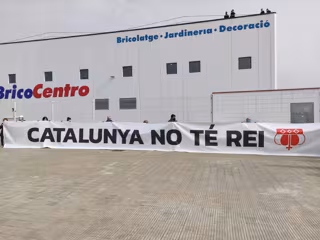 Bricolatge · Jardineria · Decoració
BricoCentro
CATALUNYA NO TÉ REI